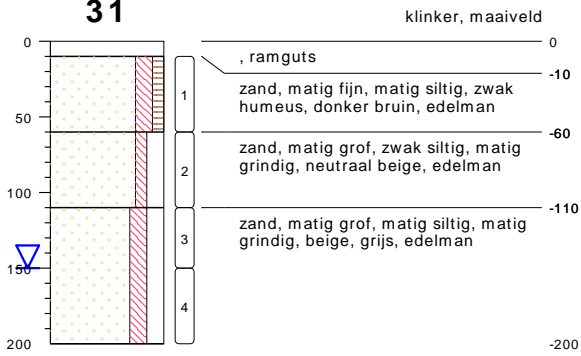 31
klinker, maaiveld
0
0
, ramguts
-10
zand, matig fijn, matig siltig, zwak
humeus, donker bruin, edelman
1
50
-60
zand, matig grof, zwak siltig, matig
grindig, neutraal beige, edelman
2
100
-110
zand, matig grof, matig siltig, matig
grindig, beige, grijs, edelman
3
150
4
200
-200